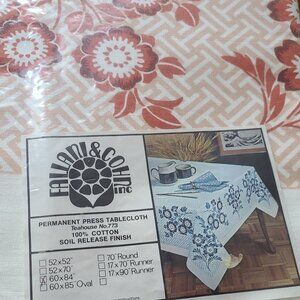 FALLANI & COHN
inc
PERMANENT PRESS TABLECLOTH
Teahouse No.773
100% COTTON
SOIL RELEASE FINISH
52x52"
52x70"
60x84"
60x85"Oval
70"Round
17x70"Runner
17x90"Runner